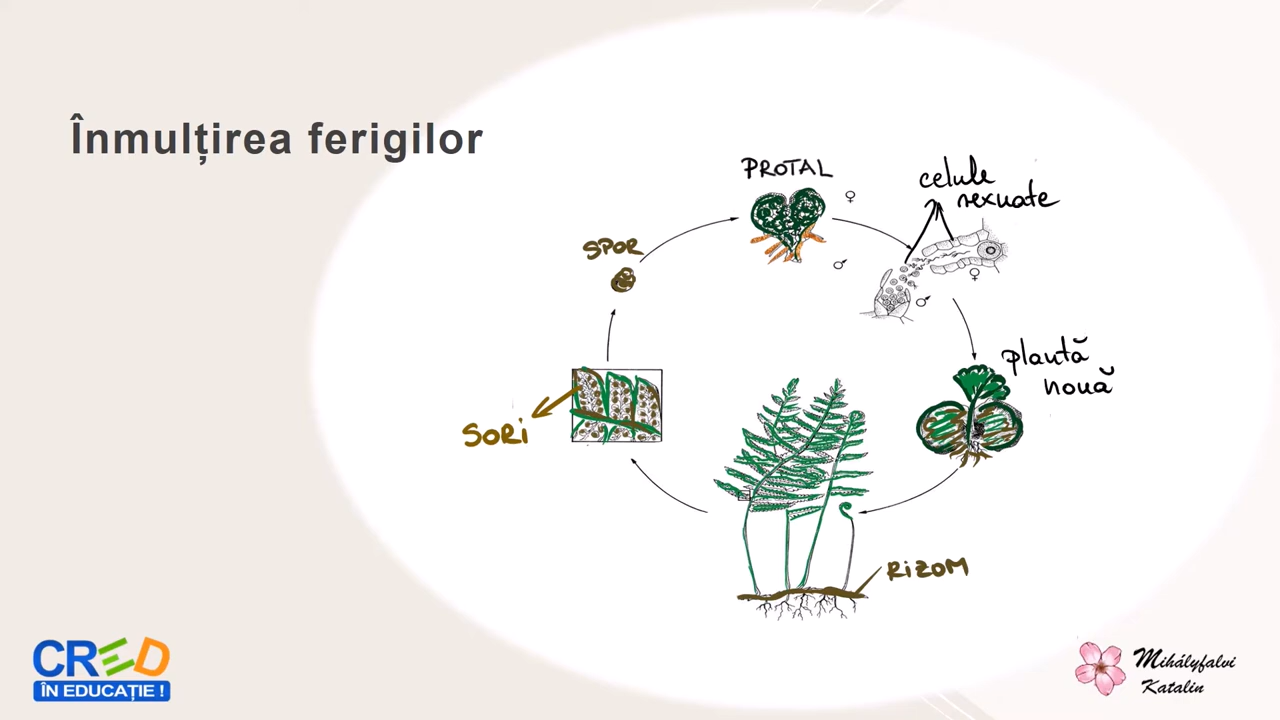 Înmulțirea ferigilor
PROTAL
♀
♂
celule
sexuate
♀
♂
SPOR
plantă
nouă
SORi
RiZOM
CRED
ÎN EDUCAȚIE !
Mihályfalvi
Katalin